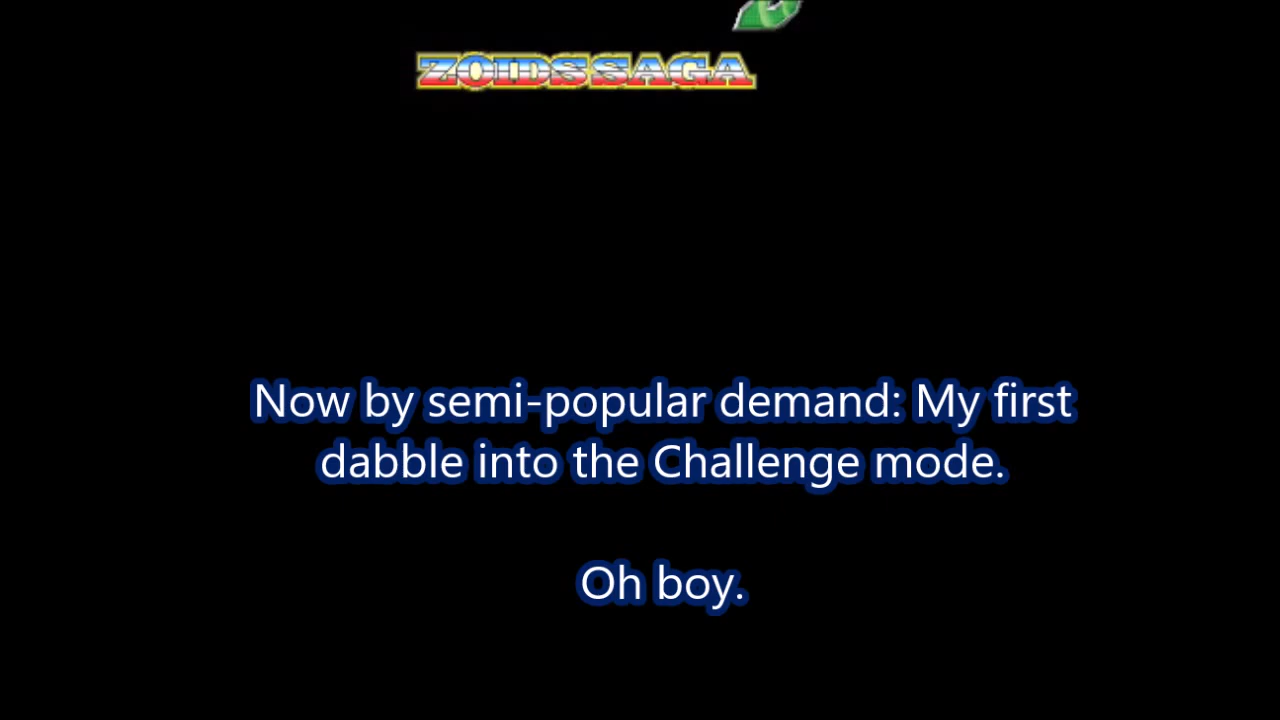 ZOIDS SAGA
Now by semi-popular demand: My first
dabble into the Challenge mode.
Oh boy.